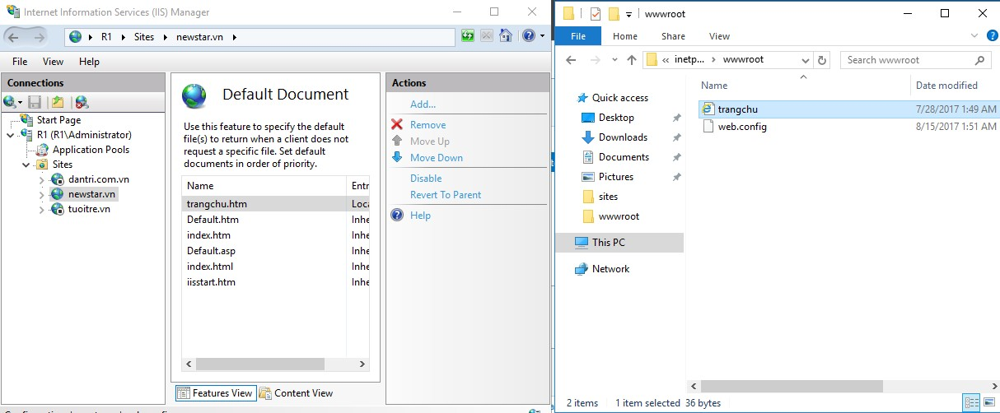 Internet Information Services (IIS) Manager
R1 Sites newstar.vn
File View Help
Connections
Start Page
R1 (R1\Administrator)
Application Pools
Sites
dantri.com.vn
newstar.vn
tuoitre.vn
Default Document
Use this feature to specify the default
file(s) to return when a client does not
request a specific file. Set default
documents in order of priority.
Name Entr
trangchu.htm Loca
Default.htm Inhe
index.htm Inhe
Default.asp Inhe
index.html Inhe
iisstart.htm Inhe
Features View Content View
Actions
Add...
Remove
Move Up
Move Down
Disable
Revert To Parent
Help
wwwroot
File Home Share View
« inetp... wwwroot
Search wwwroot
Quick access
Desktop
Downloads
Documents
Pictures
sites
wwwroot
This PC
Network
Name Date modified
trangchu 7/28/2017 1:49 AM
web.config 8/15/2017 1:51 AM
2 items 1 item selected 36 bytes